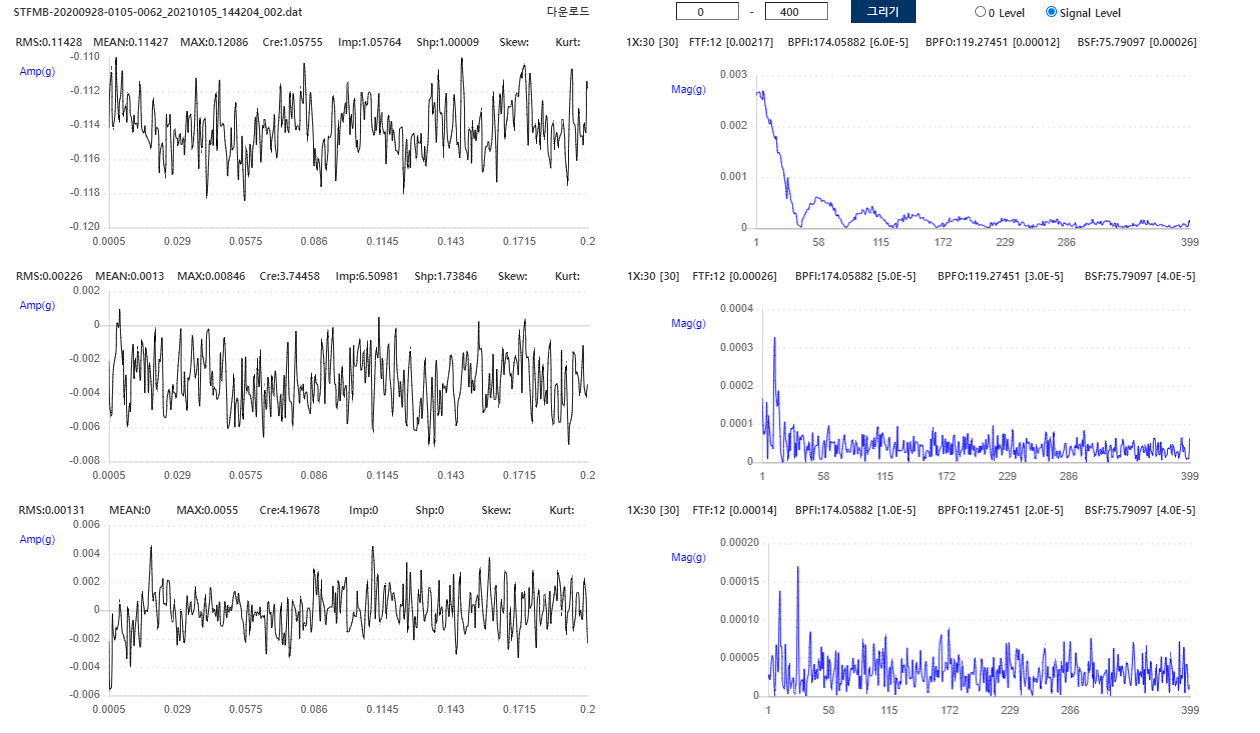 STFMB-20200928-0105-0062_20210105_144204_002.dat 다운로드 0 - 400 그리기 0 Level Signal Level
RMS:0.11428 MEAN:0.11427 MAX:0.12086 Cre:1.05755 Imp:1.05764 Shp:1.00009 Skew: Kurt:
Amp(g)
-0.110
-0.112
-0.114
-0.116
-0.118
-0.120
0.0005 0.029 0.0575 0.086 0.1145 0.143 0.1715 0.2
1X:30 [30] FTF:12 [0.00217] BPFI:174.05882 [6.0E-5] BPFO:119.27451 [0.00012] BSF:75.79097 [0.00026]
Mag(g)
0.003
0.002
0.001
0
1 58 115 172 229 286 399
RMS:0.00226 MEAN:0.0013 MAX:0.00846 Cre:3.74458 Imp:6.50981 Shp:1.73846 Skew: Kurt:
Amp(g)
0.002
0
-0.002
-0.004
-0.006
-0.008
0.0005 0.029 0.0575 0.086 0.1145 0.143 0.1715 0.2
1X:30 [30] FTF:12 [0.00026] BPFI:174.05882 [5.0E-5] BPFO:119.27451 [3.0E-5] BSF:75.79097 [4.0E-5]
Mag(g)
0.0004
0.0003
0.0002
0.0001
0
1 58 115 172 229 286 399
RMS:0.00131 MEAN:0 MAX:0.0055 Cre:4.19678 Imp:0 Shp:0 Skew: Kurt:
Amp(g)
0.006
0.004
0.002
0
-0.002
-0.004
-0.006
0.0005 0.029 0.0575 0.086 0.1145 0.143 0.1715 0.2
1X:30 [30] FTF:12 [0.00014] BPFI:174.05882 [1.0E-5] BPFO:119.27451 [2.0E-5] BSF:75.79097 [4.0E-5]
Mag(g)
0.00020
0.00015
0.00010
0.00005
0
1 58 115 172 229 286 399